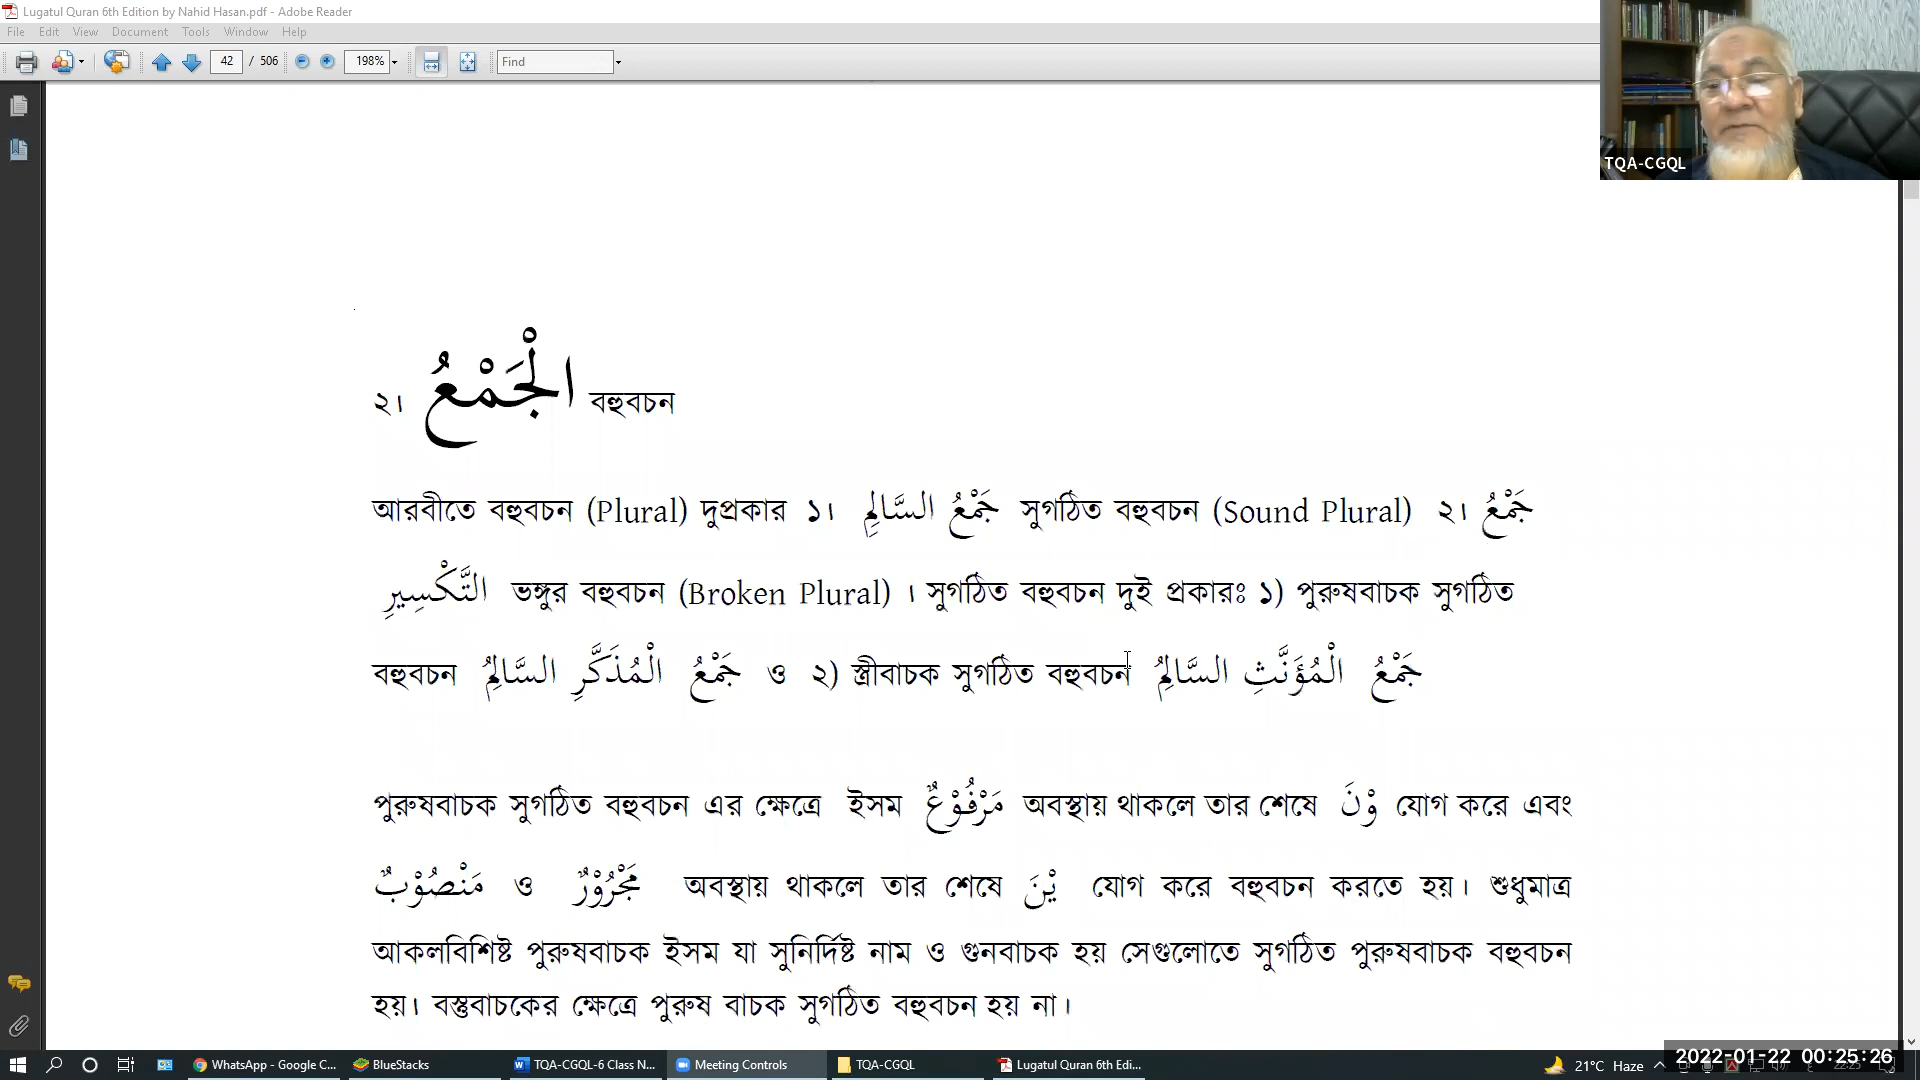 Lugatul Quran 6th Edition by Nahid Hasan.pdf - Adobe Reader
File Edit View Document Tools Window Help
42 / 506 198% Find
TQA-CGQL
২। الْجَمْعُ বহুবচন
আরবীতে বহুবচন (Plural) দুপ্রকার ১। جَمْعُ السَّالِمِ সুগঠিত বহুবচন (Sound Plural) ২। جَمْعُ
التَّكْسِيرِ ভঙ্গুর বহুবচন (Broken Plural) । সুগঠিত বহুবচন দুই প্রকারঃ ১) পুরুষবাচক সুগঠিত
বহুবচন جَمْعُ الْمُذَكَّرِ السَّالِمُ ও ২) স্ত্রীবাচক সুগঠিত বহুবচন جَمْعُ الْمُؤَنَّثِ السَّالِمُ
পুরুষবাচক সুগঠিত বহুবচন এর ক্ষেত্রে ইসম مَرْفُوْعٌ অবস্থায় থাকলে তার শেষে وْنَ যোগ করে এবং
مَنْصُوْبٌ ও مَجْرُوْرٌ অবস্থায় থাকলে তার শেষে يْنَ যোগ করে বহুবচন করতে হয়। শুধুমাত্র
আকলবিশিষ্ট পুরুষবাচক ইসম যা সুনির্দিষ্ট নাম ও গুনবাচক হয় সেগুলোতে সুগঠিত পুরুষবাচক বহুবচন
হয়। বস্তুবাচকের ক্ষেত্রে পুরুষ বাচক সুগঠিত বহুবচন হয় না।
WhatsApp - Google C... BlueStacks TQA-CGQL-6 Class N... Meeting Controls TQA-CGQL Lugatul Quran 6th Edi... 21°C Haze
2022-01-22 00:25:26